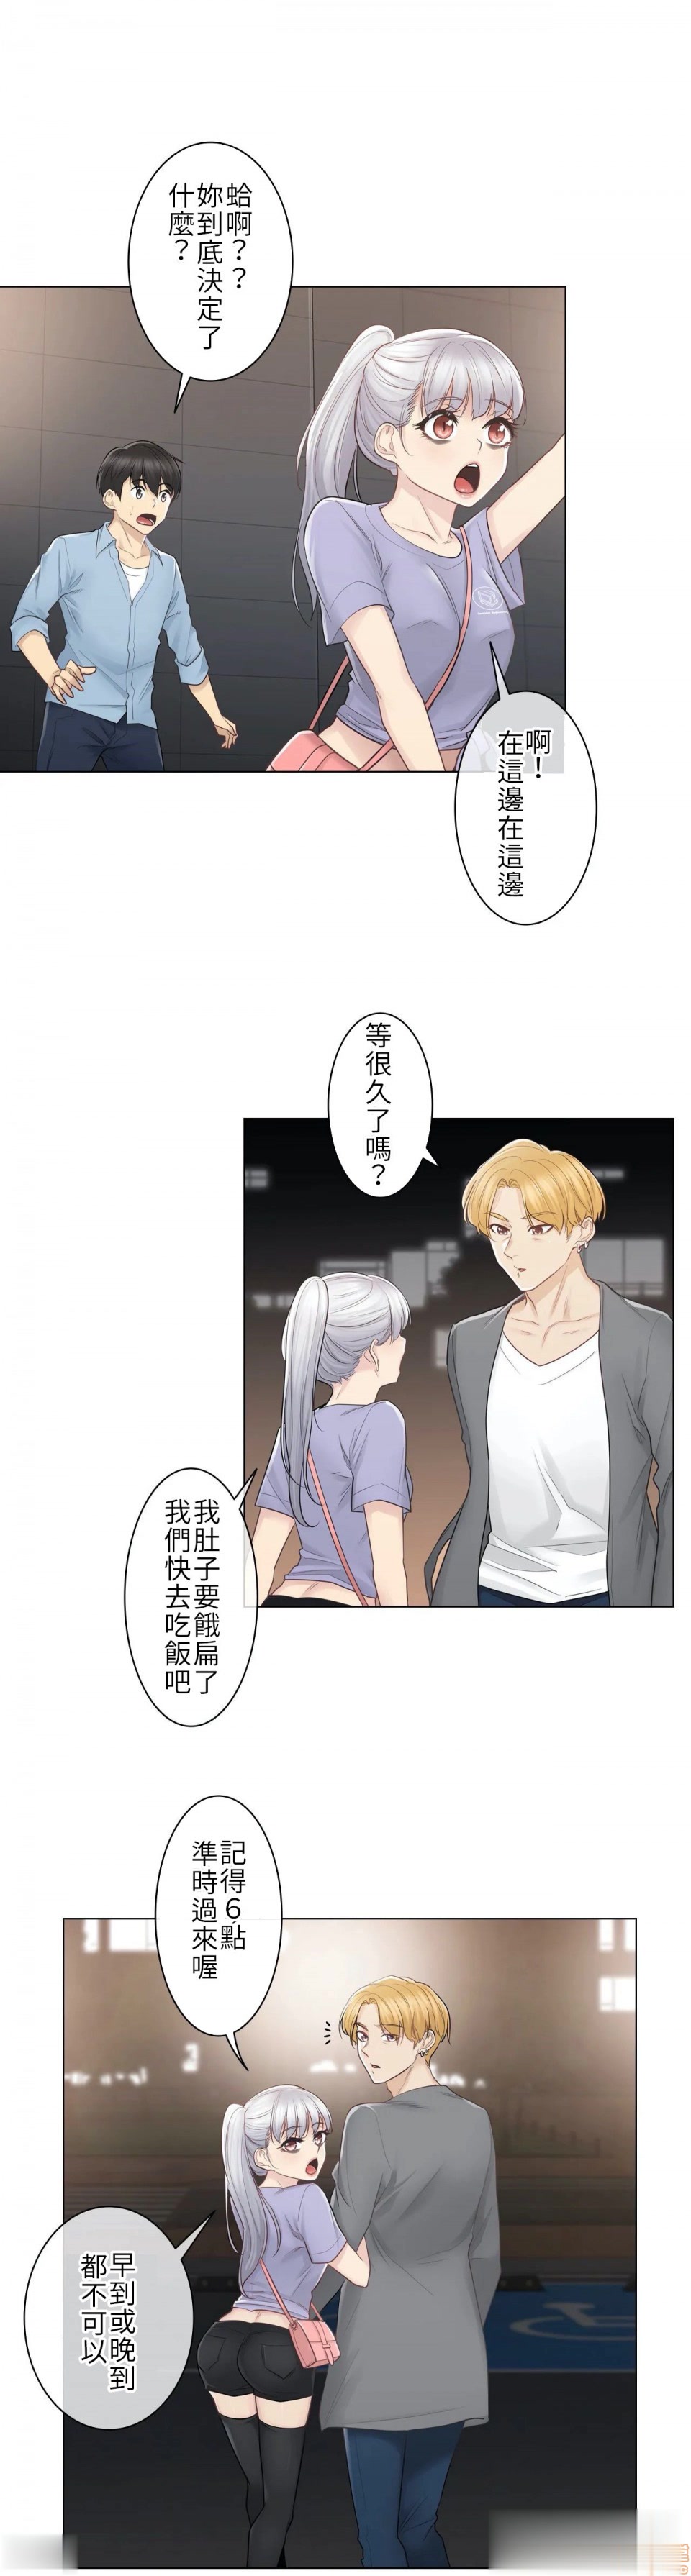 蛤啊？？
妳到底決定了
什麼？
啊！
在這邊在這邊
等很久了嗎？
我肚子要餓扁了
我們快去吃飯吧
記得6點
準時過來喔
早到或晚到
都不可以